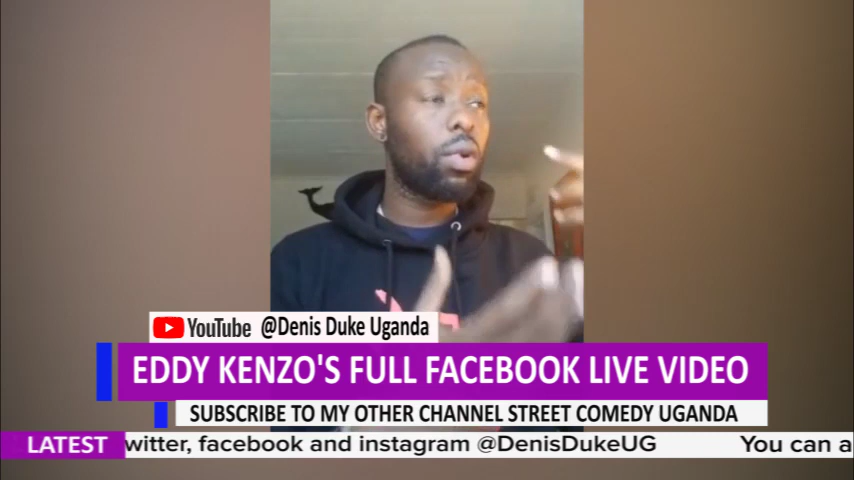 YouTube @Denis Duke Uganda
EDDY KENZO'S FULL FACEBOOK LIVE VIDEO
SUBSCRIBE TO MY OTHER CHANNEL STREET COMEDY UGANDA
LATEST witter, facebook and instagram @DenisDukeUG You can a